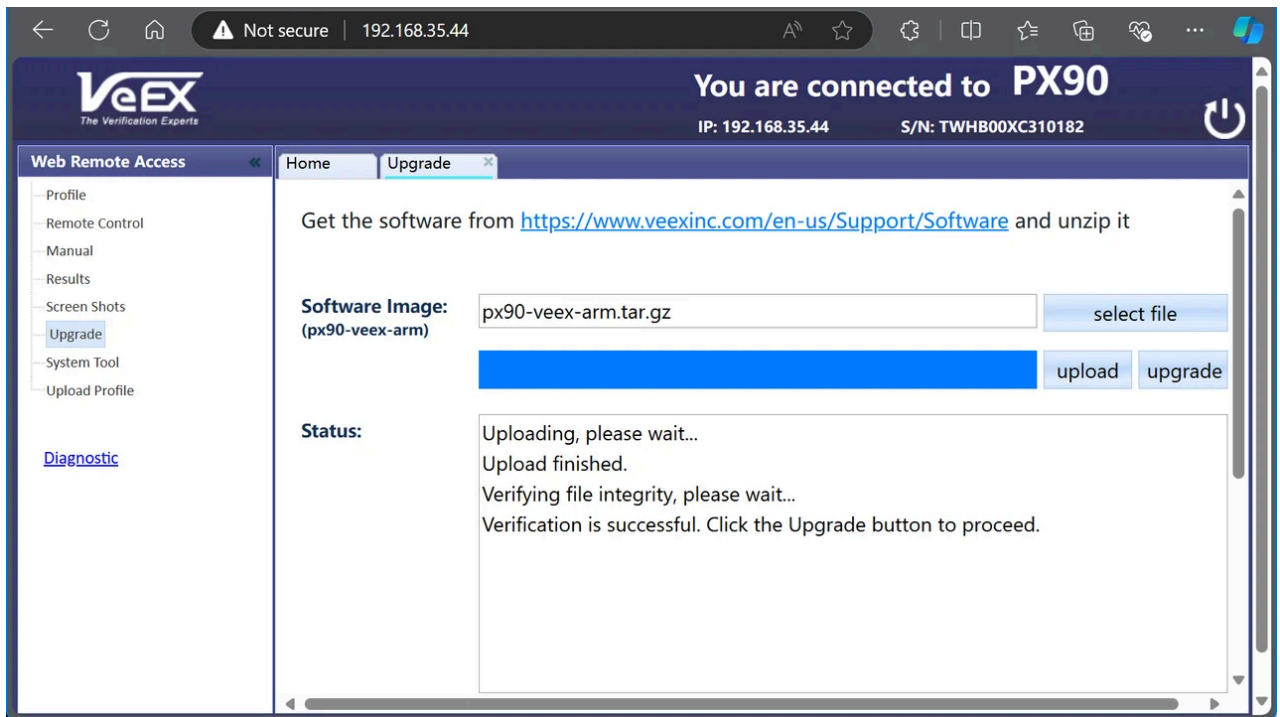 Not secure | 192.168.35.44
VeEX
The Verification Experts
You are connected to PX90
IP: 192.168.35.44 S/N: TWHB00XC310182
Web Remote Access «
Home Upgrade ×
Profile
Remote Control
Manual
Results
Screen Shots
Upgrade
System Tool
Upload Profile
Diagnostic
Get the software from https://www.veexinc.com/en-us/Support/Software and unzip it
Software Image: px90-veex-arm.tar.gz select file
(px90-veex-arm)
upload upgrade
Status:
Uploading, please wait...
Upload finished.
Verifying file integrity, please wait...
Verification is successful. Click the Upgrade button to proceed.